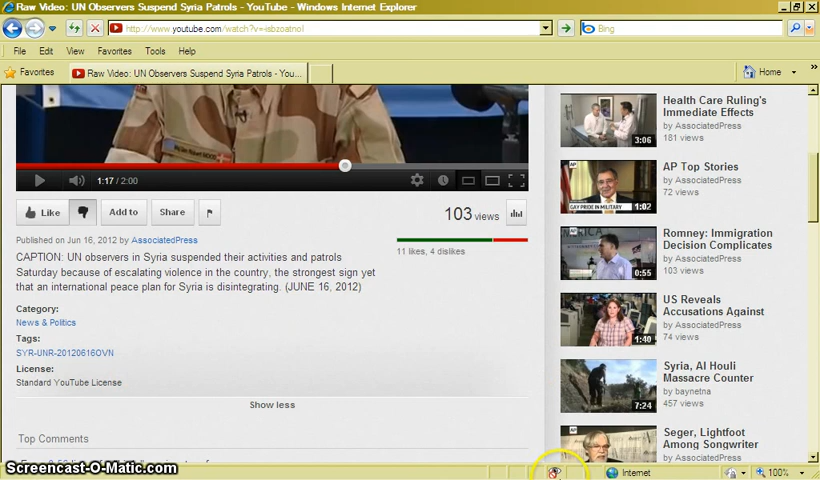 Raw Video: UN Observers Suspend Syria Patrols - YouTube - Windows Internet Explorer
http://www.youtube.com/watch?v=-isbzoatnol
Bing
File Edit View Favorites Tools Help
Favorites
Raw Video: UN Observers Suspend Syria Patrols - You...
Home
1:17 / 2:00
Like
Add to
Share
103 views
Published on Jun 16, 2012 by AssociatedPress
11 likes, 4 dislikes
CAPTION: UN observers in Syria suspended their activities and patrols
Saturday because of escalating violence in the country, the strongest sign yet
that an international peace plan for Syria is disintegrating. (JUNE 16, 2012)
Category:
News & Politics
Tags:
SYR-UNR-20120616OVN
License:
Standard YouTube License
Show less
Top Comments
Health Care Ruling's
Immediate Effects
by AssociatedPress
181 views
3:06
AP Top Stories
by AssociatedPress
72 views
AP
GAY PRIDE IN MILITARY
1:02
Romney: Immigration
Decision Complicates
by AssociatedPress
103 views
0:55
US Reveals
Accusations Against
by AssociatedPress
74 views
AP
1:40
Syria, Al Houli
Massacre Counter
by baynetna
457 views
7:24
Seger, Lightfoot
Among Songwriter
by AssociatedPress
AP
Screencast-O-Matic.com
Internet
100%